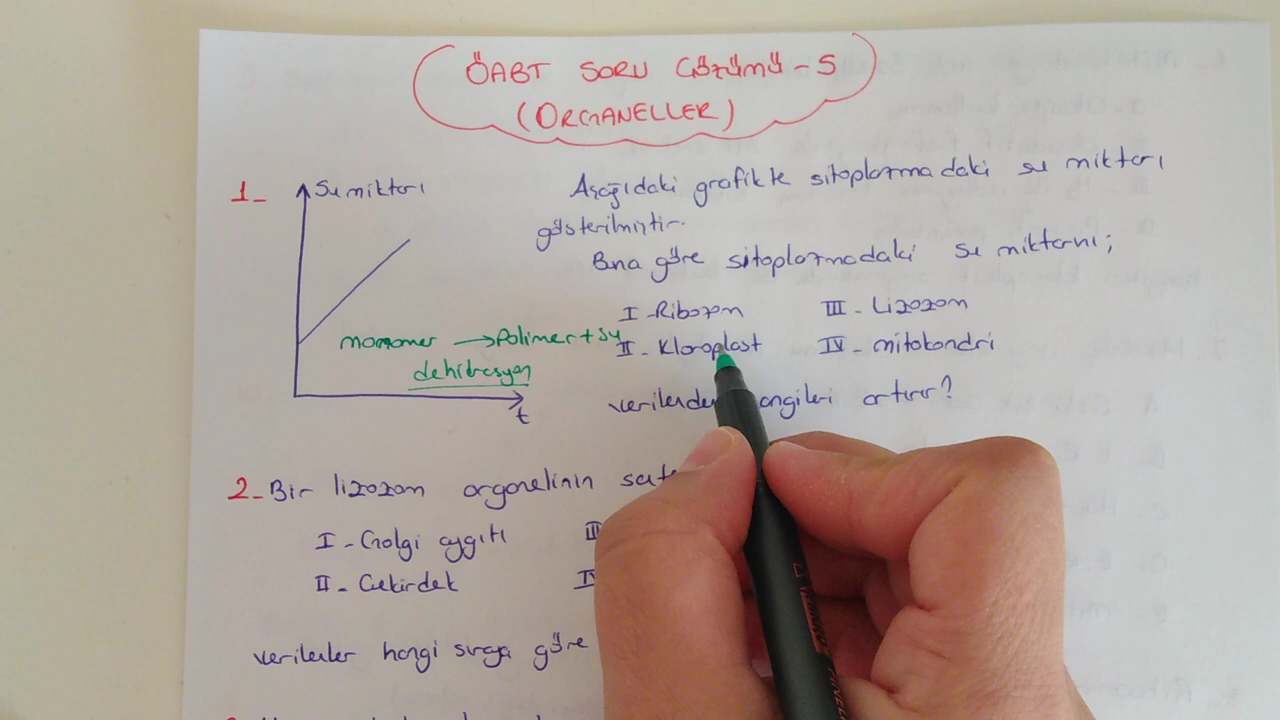 ÖABT SORU ÇÖZÜMÜ - 5
(ORGANELLER)
1_
Su miktarı
t
Aşağıdaki grafikte sitoplazmadaki su miktarı
gösterilmiştir.
Buna göre sitoplazmadaki su miktarını;
I - Ribozom
III - Lizozom
II - Kloroplast
IV - mitokondri
verilerden hangileri artırır?
monomer → Polimer + su
dehitrasyon
2_ Bir lizozom organelinin
I - Golgi aygıtı
II - Çekirdek
veriler hangi sıraya göre